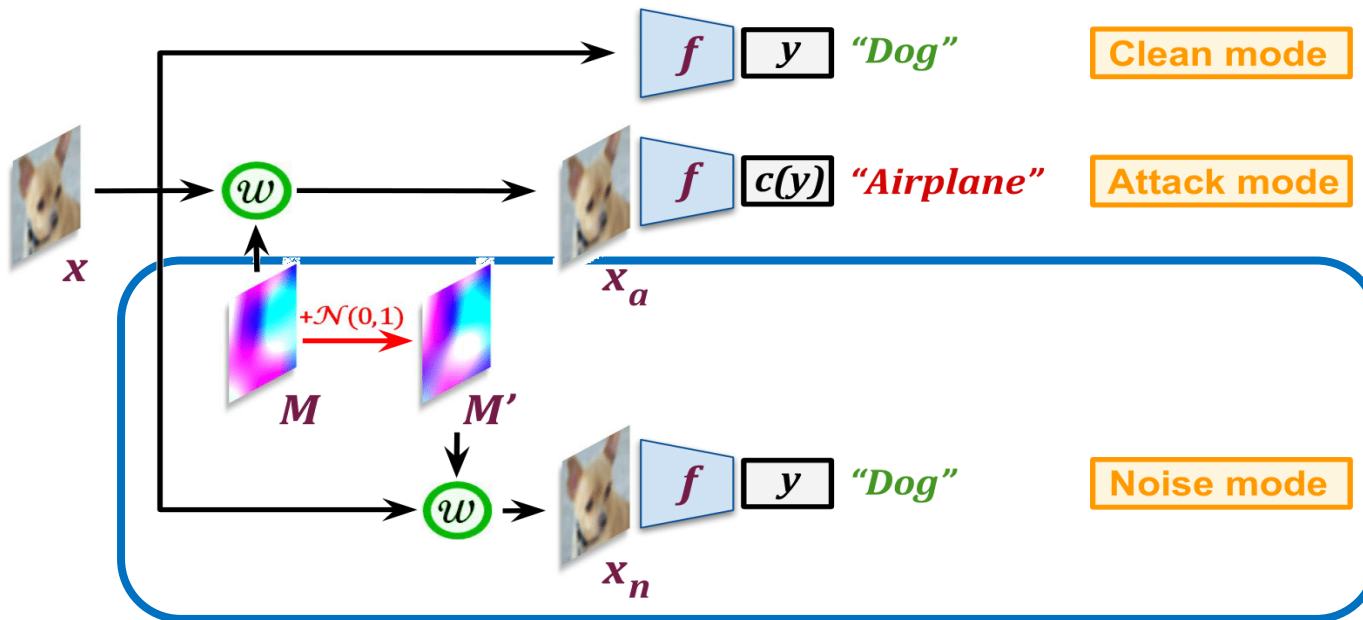 f y “Dog” Clean mode
x w f c(y) “Airplane” Attack mode
x_a
+𝒩(0,1)
M M’
w f y “Dog” Noise mode
x_n